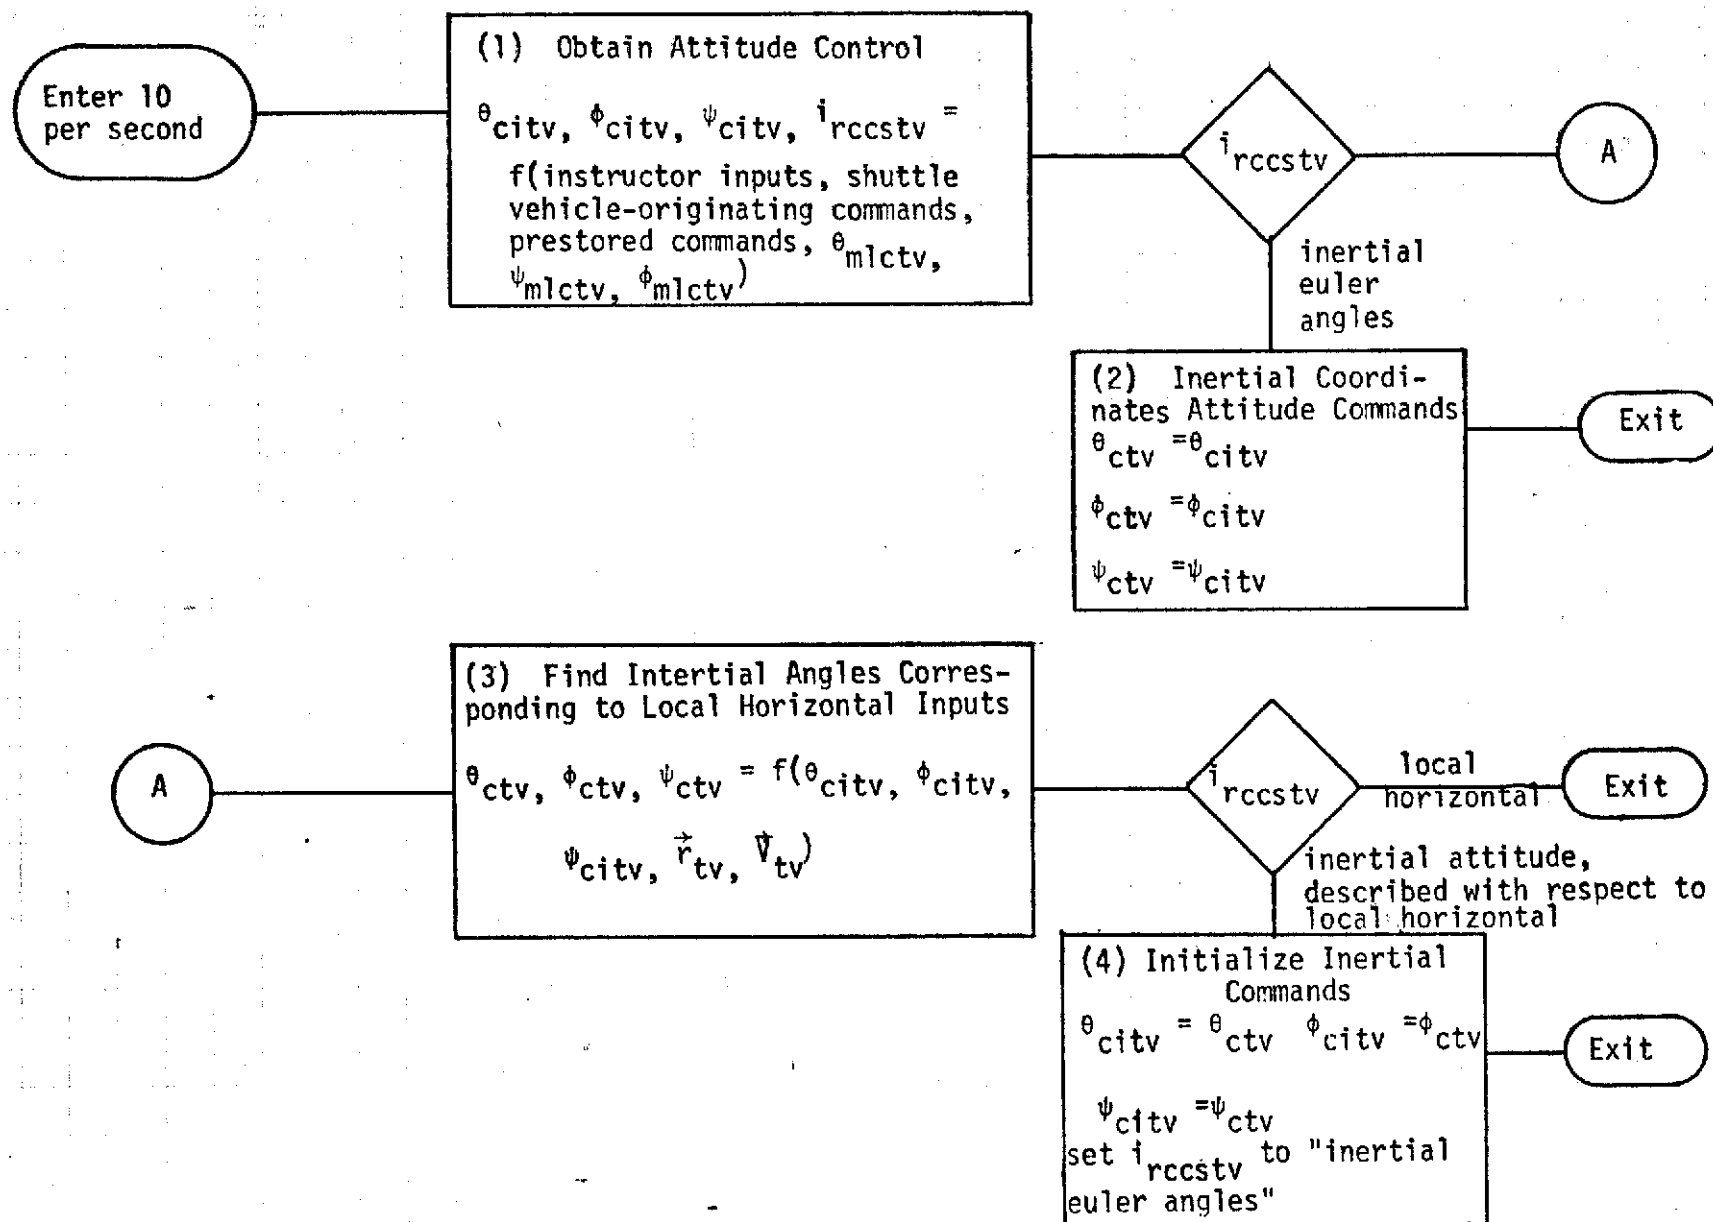 Enter 10
per second
(1) Obtain Attitude Control
θcitv, ϕcitv, ψcitv, irccstv =
f(instructor inputs, shuttle
vehicle-originating commands,
prestored commands, θmlctv,
ψmlctv, ϕmlctv)
irccstv
A
inertial
euler
angles
(2) Inertial Coordi-
nates Attitude Commands
θctv =θcitv
ϕctv =ϕcitv
ψctv =ψcitv
Exit
A
(3) Find Intertial Angles Corres-
ponding to Local Horizontal Inputs
θctv, ϕctv, ψctv = f(θcitv, ϕcitv,
ψcitv, r⃗tv, V⃗tv)
irccstv
local
horizontal
Exit
inertial attitude,
described with respect to
local horizontal
(4) Initialize Inertial
Commands
θcitv = θctv ϕcitv =ϕctv
ψcitv =ψctv
set irccstv to "inertial
euler angles"
Exit